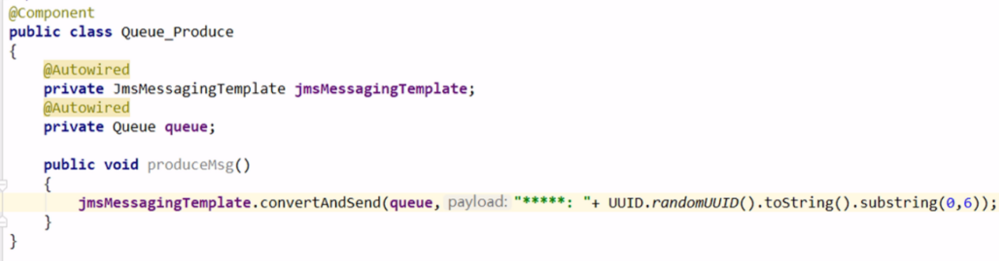 @Component
public class Queue_Produce
{
    @Autowired
    private JmsMessagingTemplate jmsMessagingTemplate;
    @Autowired
    private Queue queue;

    public void produceMsg()
    {
        jmsMessagingTemplate.convertAndSend(queue, payload: "*****: "+ UUID.randomUUID().toString().substring(0,6));
    }
}